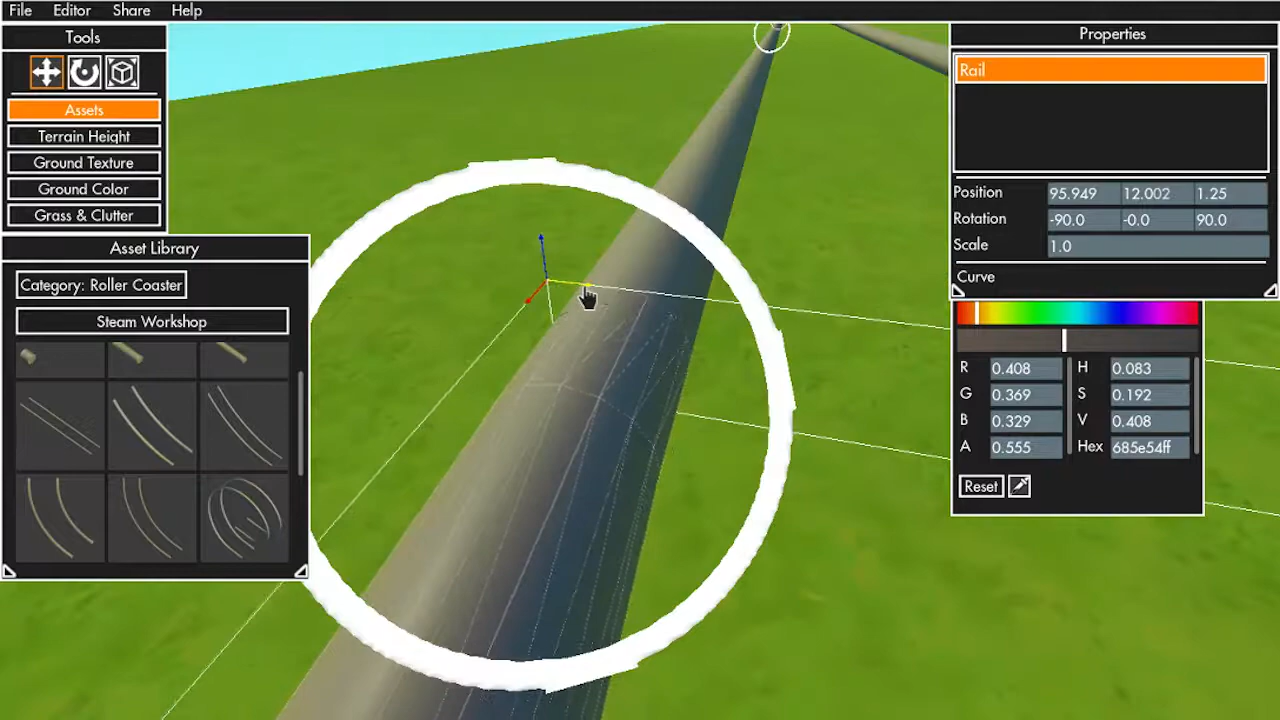 File Editor Share Help
Tools
Assets
Terrain Height
Ground Texture
Ground Color
Grass & Clutter
Asset Library
Category: Roller Coaster
Steam Workshop
Properties
Rail
Position 95.949 12.002 1.25
Rotation -90.0 -0.0 90.0
Scale 1.0
Curve
R 0.408 H 0.083
G 0.369 S 0.192
B 0.329 V 0.408
A 0.555 Hex 685e54ff
Reset